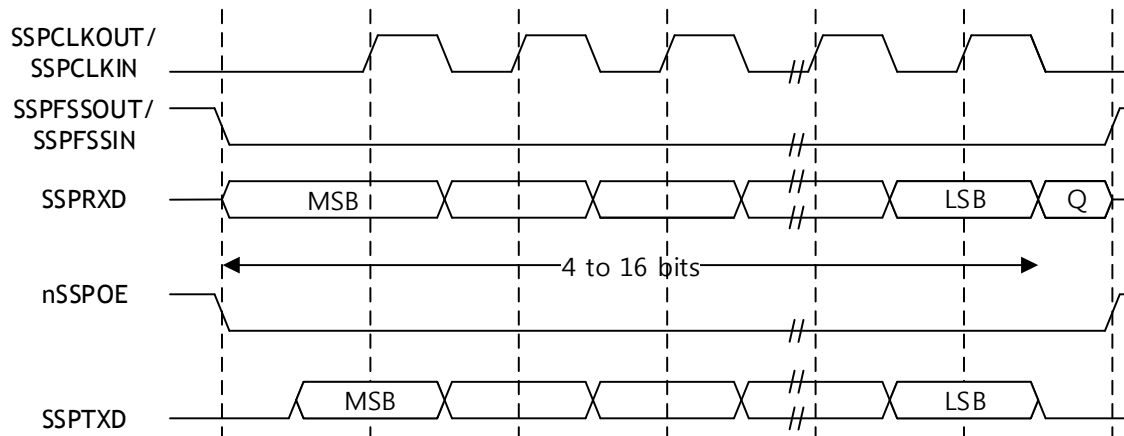 SSPCLKOUT/
SSPCLKIN
SSPFSSOUT/
SSPFSSIN
SSPRXD
MSB
LSB
Q
4 to 16 bits
nSSPOE
SSPTXD
MSB
LSB